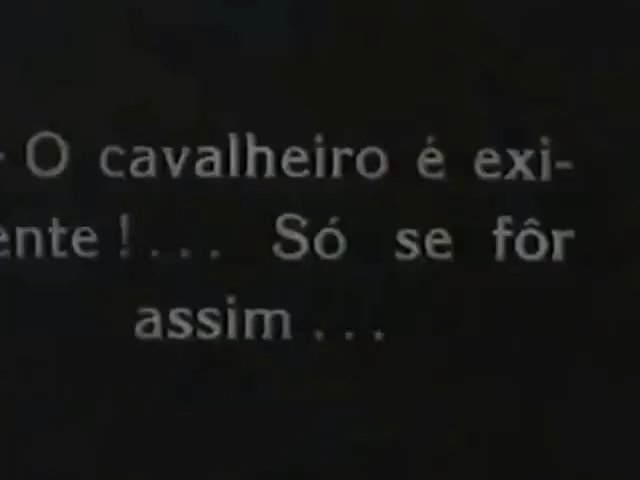 - O cavalheiro é exi-
ente!... Só se fôr
assim...